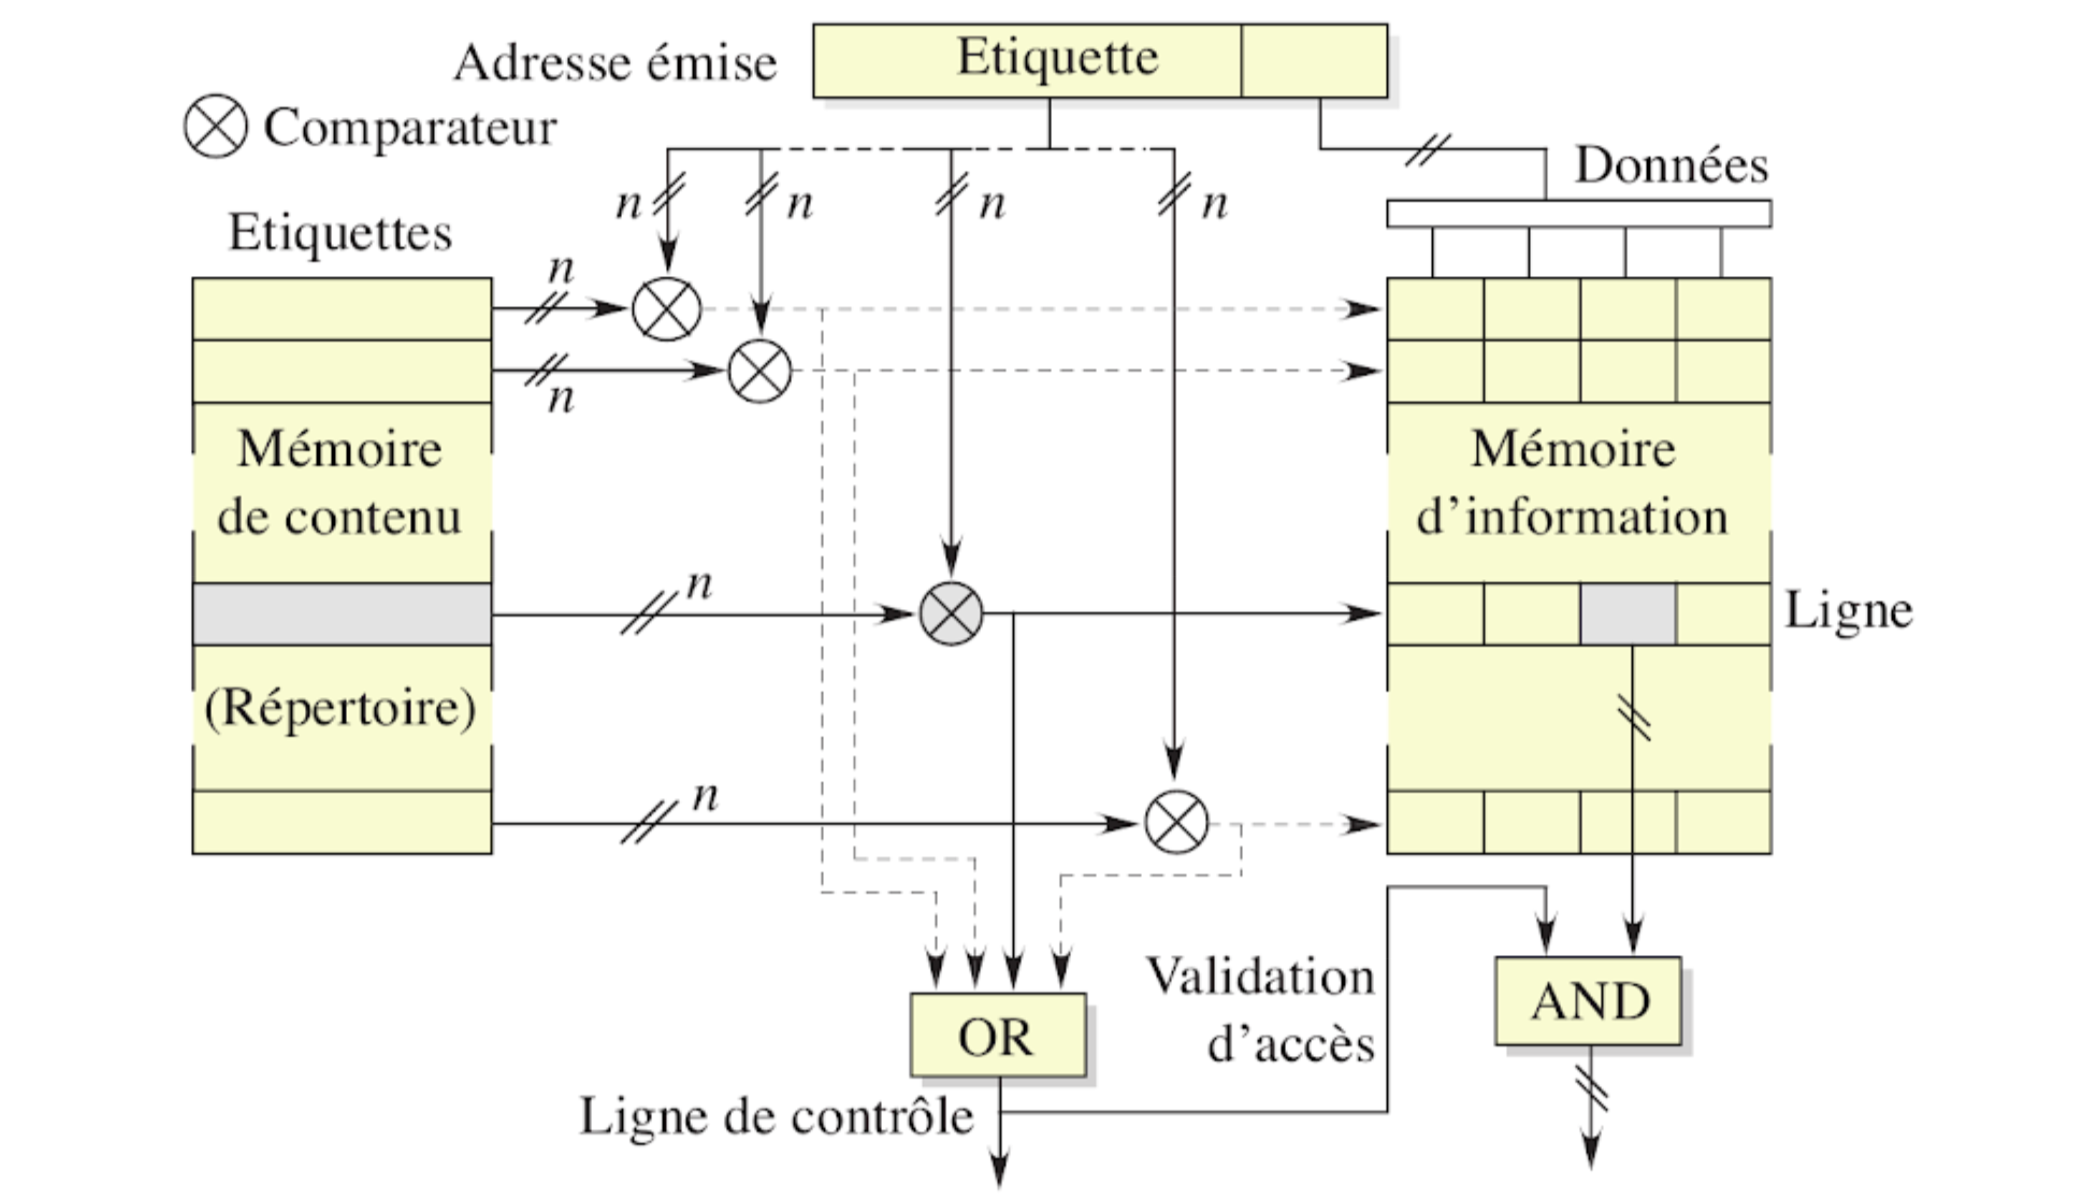 Adresse émise
Etiquette
Comparateur
Données
n
n
n
n
Etiquettes
n
n
Mémoire
de contenu
Mémoire
d'information
n
Ligne
(Répertoire)
n
Validation
d'accès
AND
OR
Ligne de contrôle